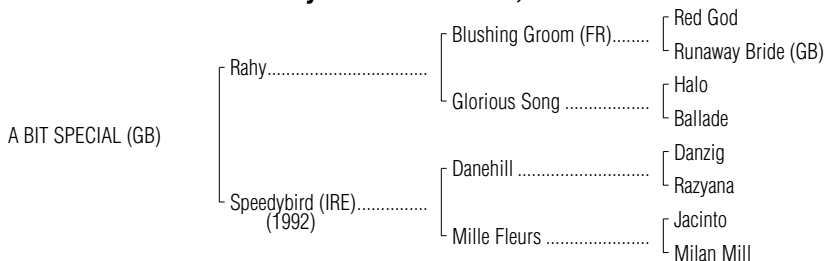 Red God
Blushing Groom (FR)........
Runaway Bride (GB)
Rahy..................................
Halo
Glorious Song ..................
Ballade
A BIT SPECIAL (GB)
Danzig
Danehill ............................
Razyana
Speedybird (IRE)...............
(1992)
Jacinto
Mille Fleurs ......................
Milan Mill